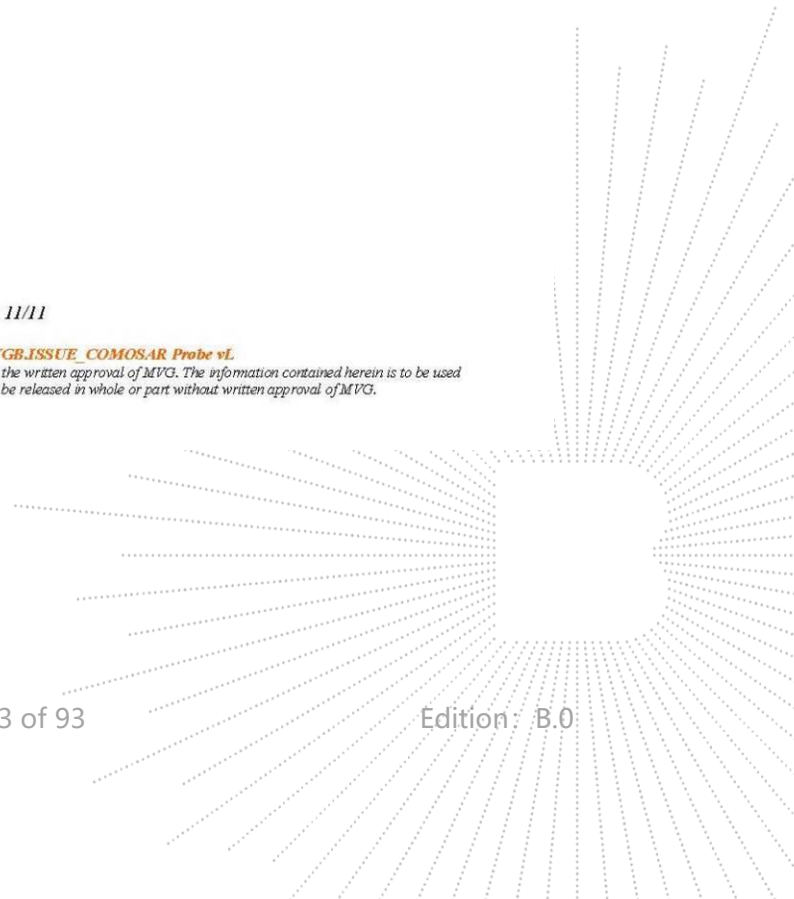 11/11
GB.ISSUE_COMOSAR Probe vL
the written approval of MVG. The information contained herein is to be used
be released in whole or part without written approval of MVG.
3 of 93
Edition： B.0